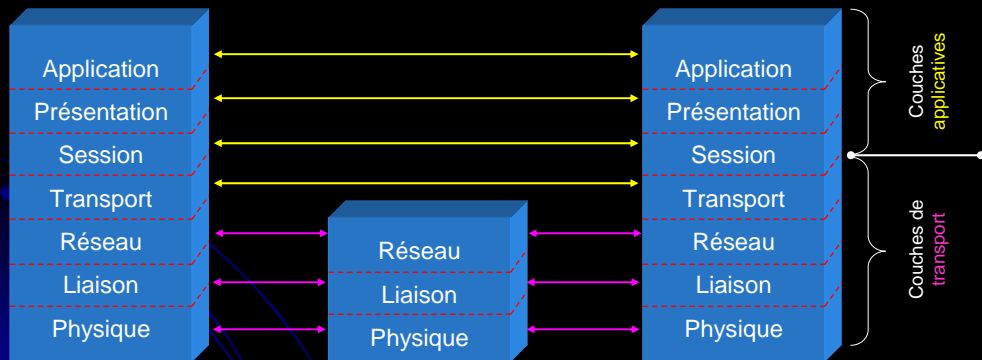 Application
Présentation
Session
Transport
Réseau
Liaison
Physique
Réseau
Liaison
Physique
Application
Présentation
Session
Transport
Réseau
Liaison
Physique
Couches
applicatives
Couches de
transport